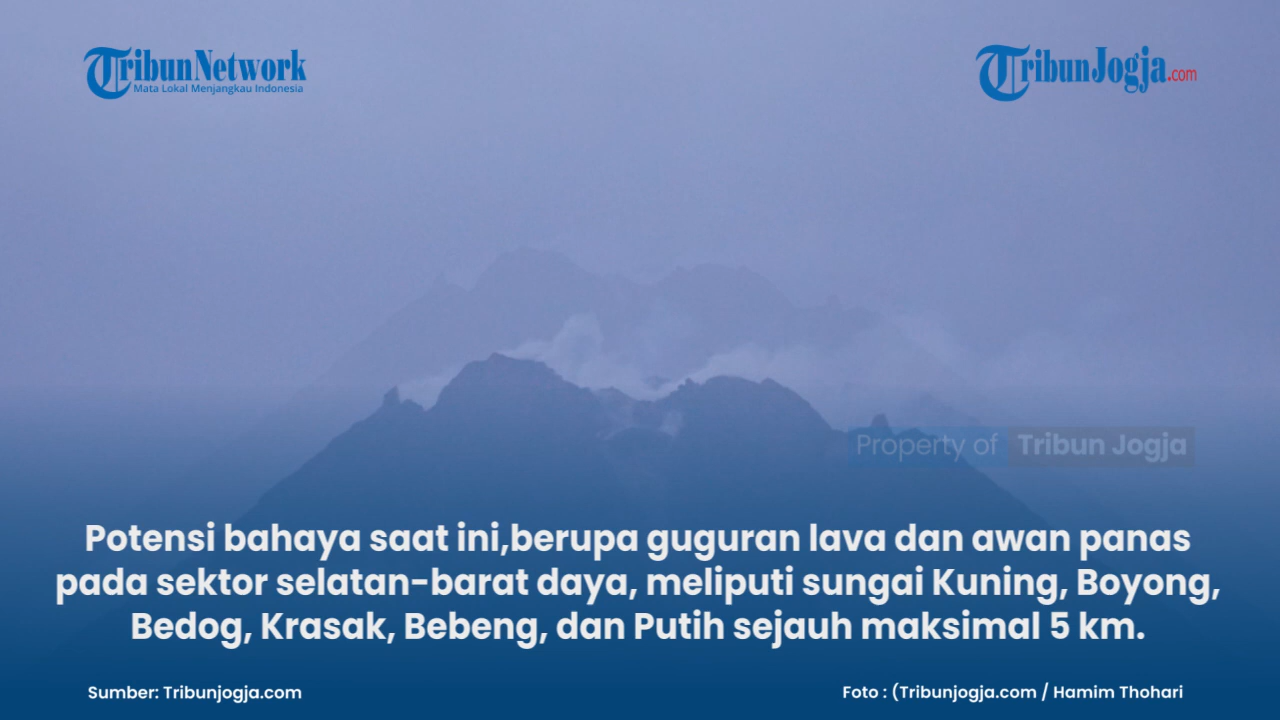 TribunNetwork
Mata Lokal Menjangkau Indonesia
TribunJogja.com
Property of Tribun Jogja
Potensi bahaya saat ini,berupa guguran lava dan awan panas
pada sektor selatan-barat daya, meliputi sungai Kuning, Boyong,
Bedog, Krasak, Bebeng, dan Putih sejauh maksimal 5 km.
Sumber: Tribunjogja.com
Foto : (Tribunjogja.com / Hamim Thohari